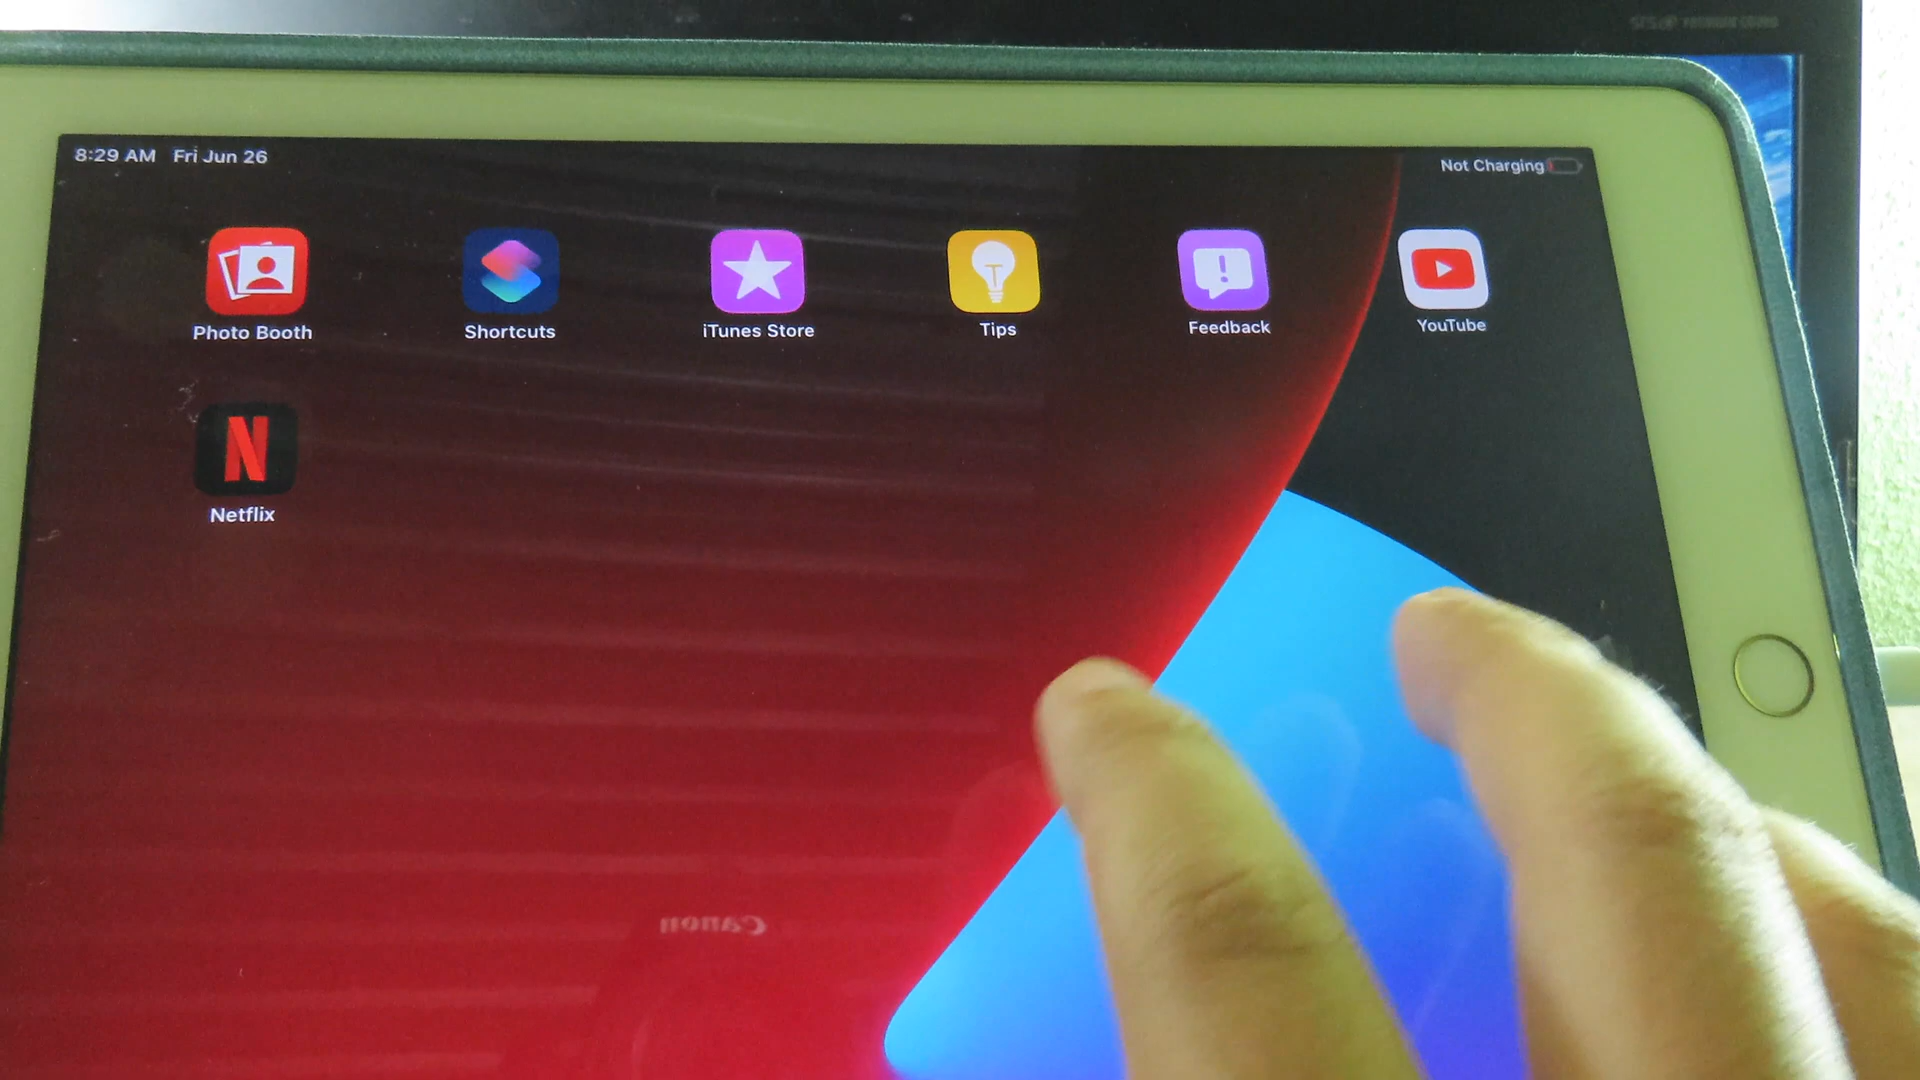 8:29 AM Fri Jun 26
Not Charging
Photo Booth
Shortcuts
iTunes Store
Tips
Feedback
YouTube
N
Netflix
Canon